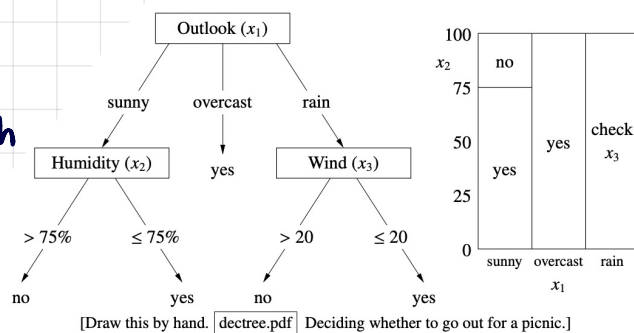 Outlook (x₁)
sunny overcast rain
Humidity (x₂) yes Wind (x₃)
> 75% ≤ 75% > 20 ≤ 20
no yes no yes
100
x₂ no
75
yes check
x₃
50
yes
25
0
sunny overcast rain
x₁
[Draw this by hand. dectree.pdf Deciding whether to go out for a picnic.]